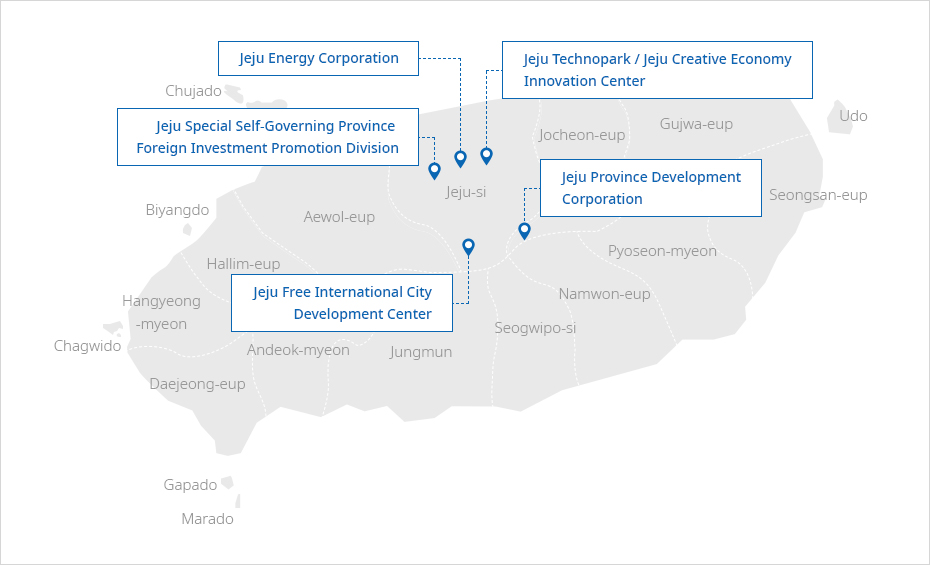 Jeju Energy Corporation
Jeju Technopark / Jeju Creative Economy
Innovation Center
Chujado
Udo
Jeju Special Self-Governing Province
Foreign Investment Promotion Division
Jocheon-eup
Gujwa-eup
Jeju Province Development
Corporation
Jeju-si
Seongsan-eup
Biyangdo
Aewol-eup
Pyoseon-myeon
Hallim-eup
Jeju Free International City
Development Center
Namwon-eup
Hangyeong
-myeon
Seogwipo-si
Chagwido
Andeok-myeon
Jungmun
Daejeong-eup
Gapado
Marado